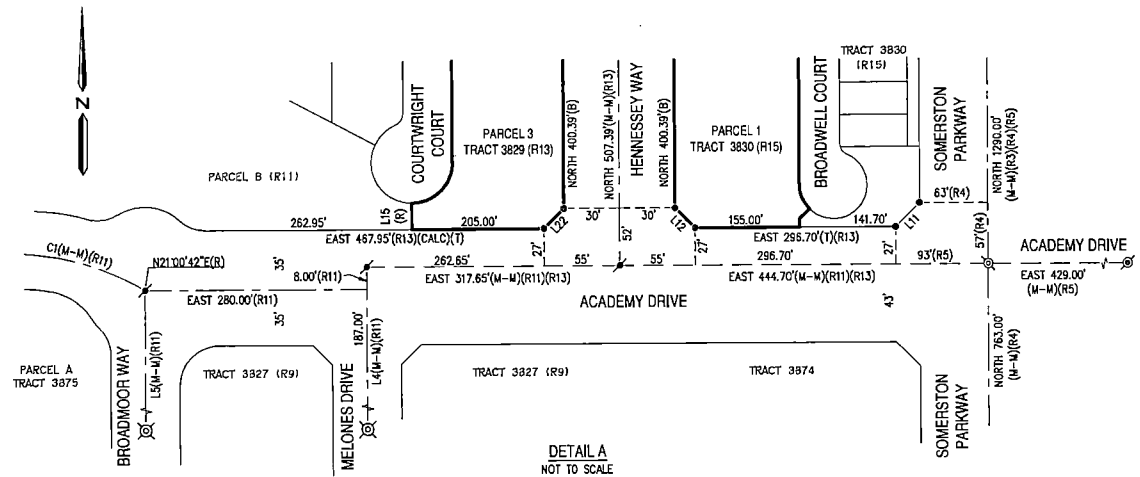 N
COURTWRIGHT
COURT
PARCEL 3
TRACT 3829 (R13)
NORTH 400.39'(B)
NORTH 507.39'(M-M)(R13)
HENNESSEY WAY
NORTH 400.39'(B)
PARCEL 1
TRACT 3830 (R15)
BROADWELL COURT
TRACT 3830
(R15)
SOMERSTON
PARKWAY
NORTH 1290.00'
(M-M)(R3)(R4)(R5)
PARCEL B (R11)
L15
(R)
262.95'
205.00'
L22
30'
30'
L12
155.00'
141.70'
L11
63'(R4)
57'(R4)
EAST 467.95'(R13)(CALC)(T)
27'
52'
27'
EAST 296.70'(T)(R13)
27'
C1(M-M)(R11)
N21°00'42"E(R)
35'
8.00'(R11)
262.65'
55'
55'
296.70'
93'(R5)
ACADEMY DRIVE
EAST 317.65'(M-M)(R11)(R13)
EAST 444.70'(M-M)(R11)(R13)
EAST 429.00'
(M-M)(R5)
EAST 280.00'(R11)
ACADEMY DRIVE
35'
43'
187.00'
L4(M-M)(R11)
L5(M-M)(R11)
NORTH 763.00'
(M-M)(R4)
PARCEL A
TRACT 3875
BROADMOOR WAY
TRACT 3827 (R9)
MELONES DRIVE
TRACT 3827 (R9)
TRACT 3874
SOMERSTON
PARKWAY
DETAIL A
NOT TO SCALE